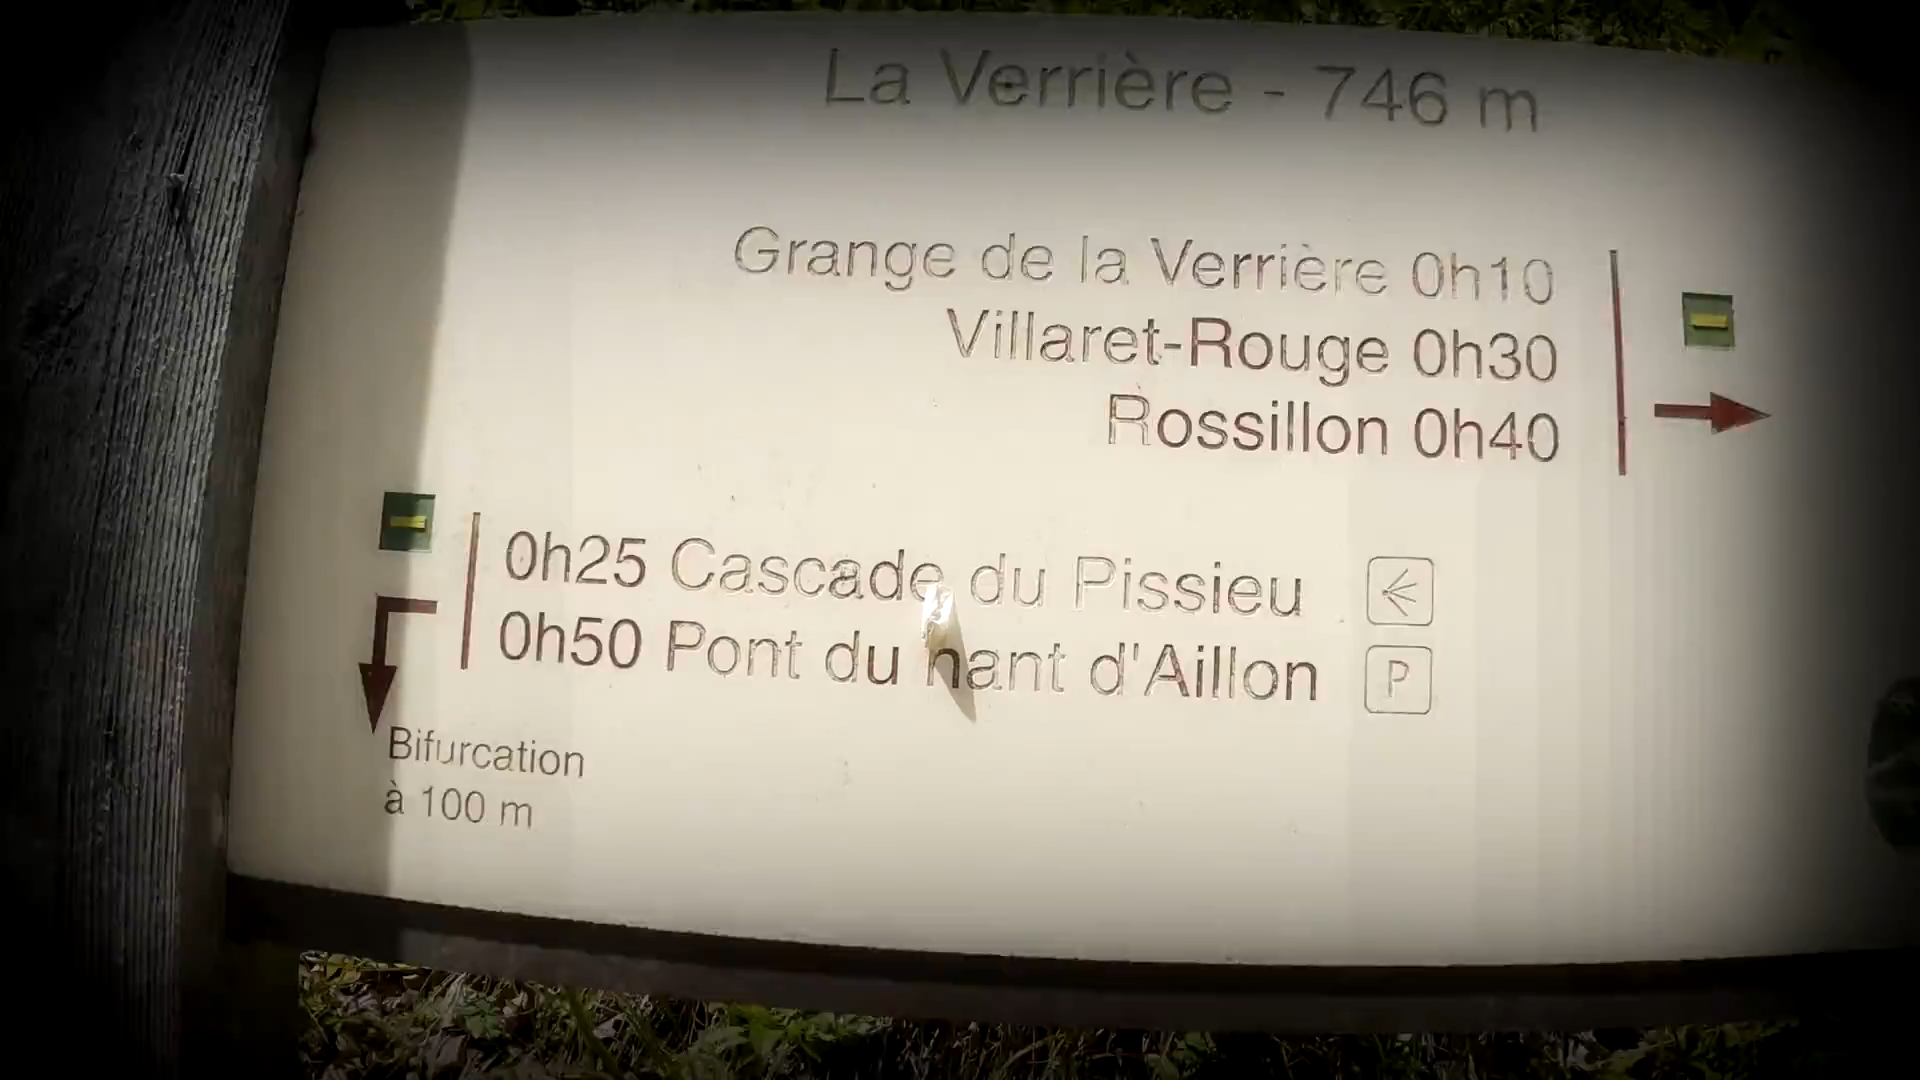 La Verrière - 746 m
Grange de la Verrière 0h10
Villaret-Rouge 0h30
Rossillon 0h40
0h25 Cascade du Pissieu
0h50 Pont du nant d'Aillon P
Bifurcation
à 100 m